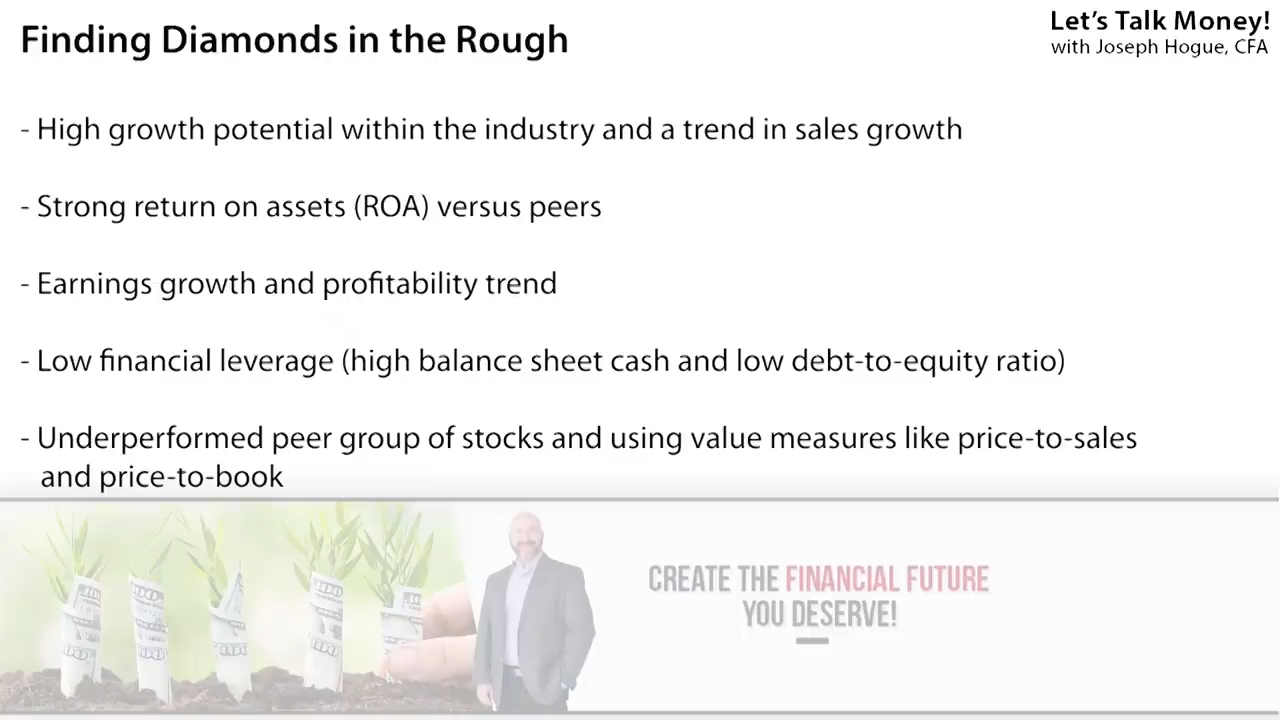 Finding Diamonds in the Rough
Let's Talk Money!
with Joseph Hogue, CFA
- High growth potential within the industry and a trend in sales growth
- Strong return on assets (ROA) versus peers
- Earnings growth and profitability trend
- Low financial leverage (high balance sheet cash and low debt-to-equity ratio)
- Underperformed peer group of stocks and using value measures like price-to-sales
and price-to-book
CREATE THE FINANCIAL FUTURE
YOU DESERVE!